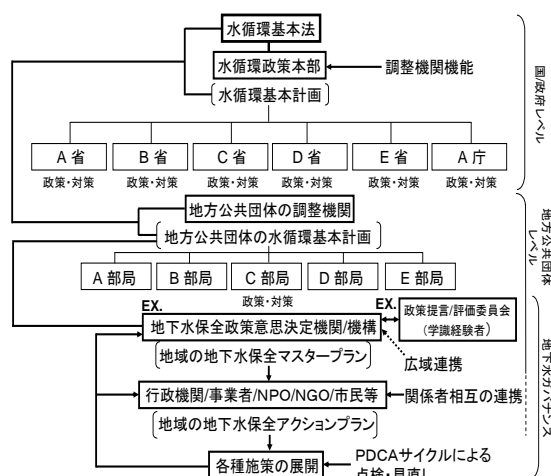 水循環基本法
水循環政策本部
調整機関機能
水循環基本計画
国/政府レベル
A 省
B 省
C 省
D 省
E 省
A 庁
政策・対策
政策・対策
政策・対策
政策・対策
政策・対策
政策・対策
地方公共団体の調整機関
地方公共団体の水循環基本計画
地方公共団体
レベル
A 部局
B 部局
C 部局
D 部局
E 部局
政策・対策
EX.
EX.
地下水保全政策意思決定機関/機構
政策提言/評価委員会
(学識経験者)
地域の地下水保全マスタープラン
広域連携
行政機関/事業者/NPO/NGO/市民等
関係者相互の連携
地域の地下水保全アクションプラン
地下水ガバナンス
各種施策の展開
PDCAサイクルによる
点検・見直し